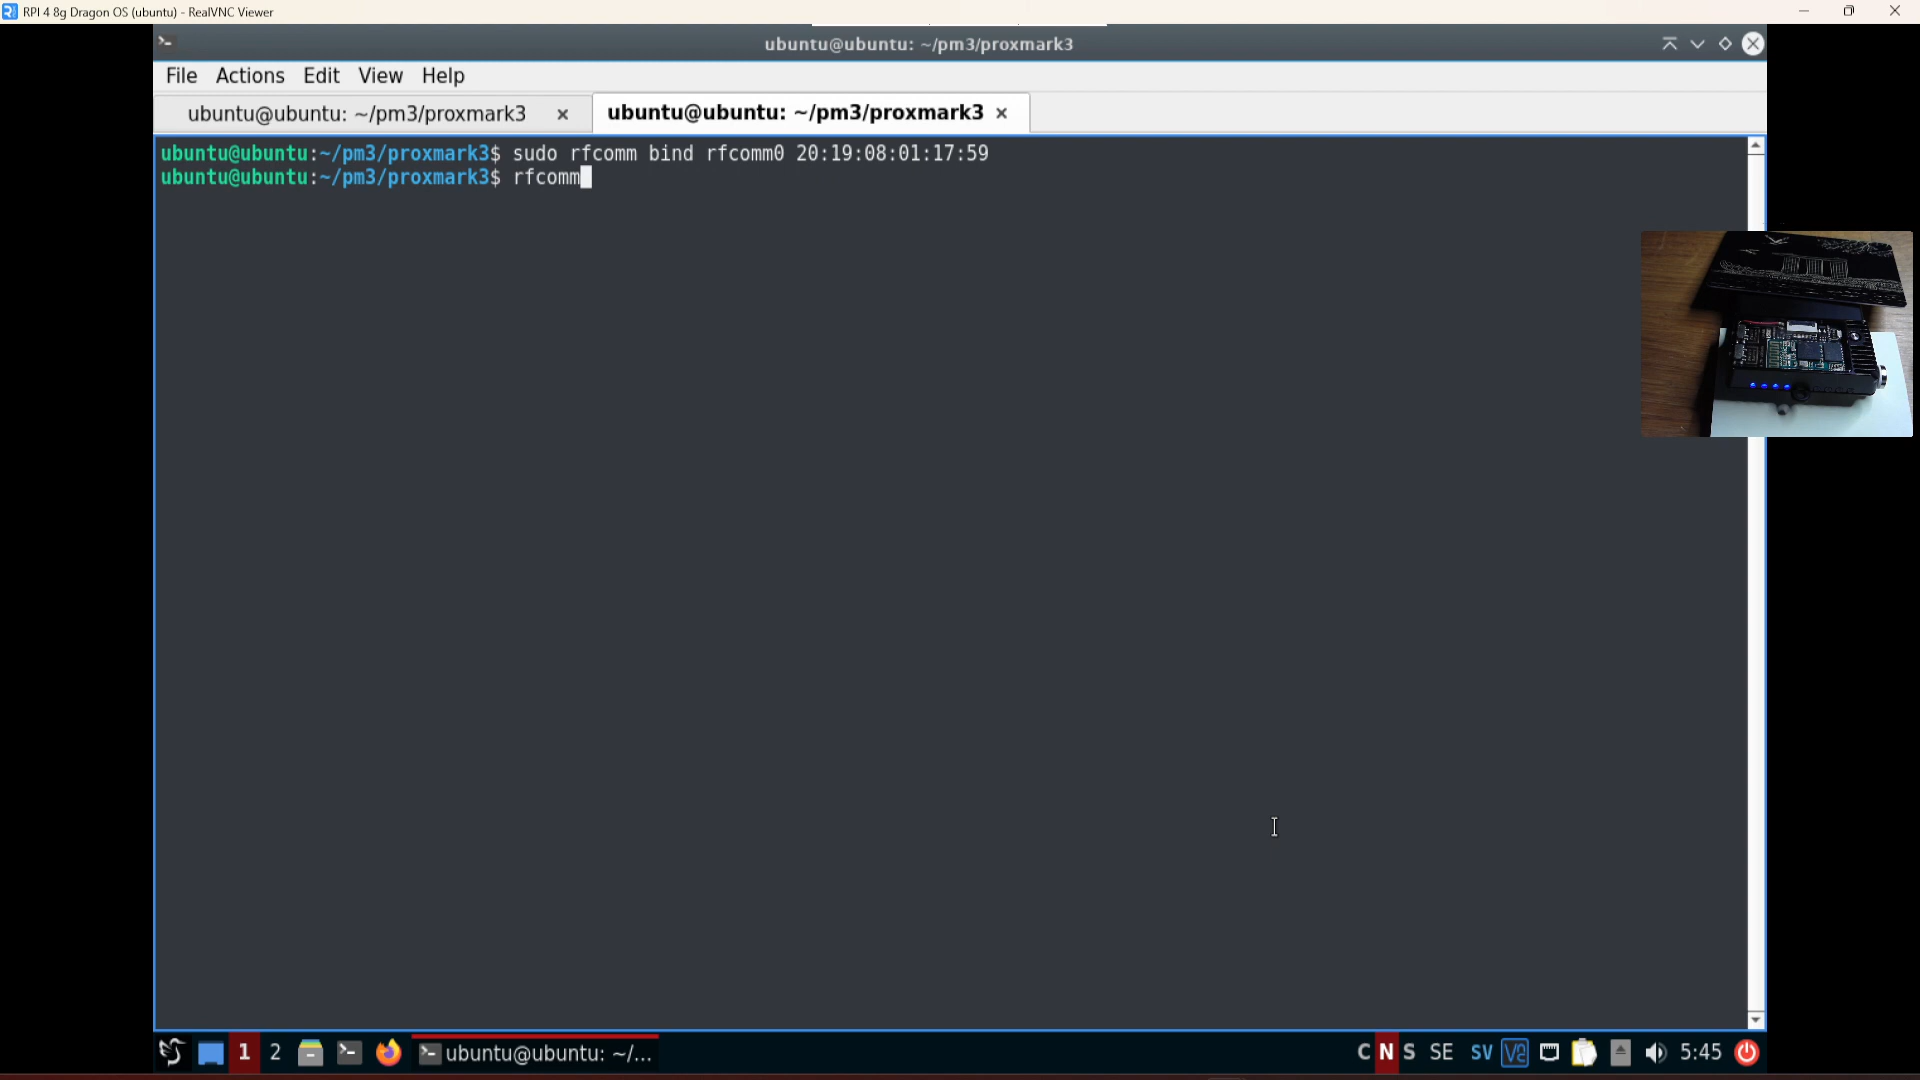 RPI 4 8g Dragon OS (ubuntu) - RealVNC Viewer
ubuntu@ubuntu: ~/pm3/proxmark3
File Actions Edit View Help
ubuntu@ubuntu: ~/pm3/proxmark3
ubuntu@ubuntu: ~/pm3/proxmark3
ubuntu@ubuntu:~/pm3/proxmark3$ sudo rfcomm bind rfcomm0 20:19:08:01:17:59
ubuntu@ubuntu:~/pm3/proxmark3$ rfcomm
1 2 ubuntu@ubuntu: ~/... C N S SE SV 5:45